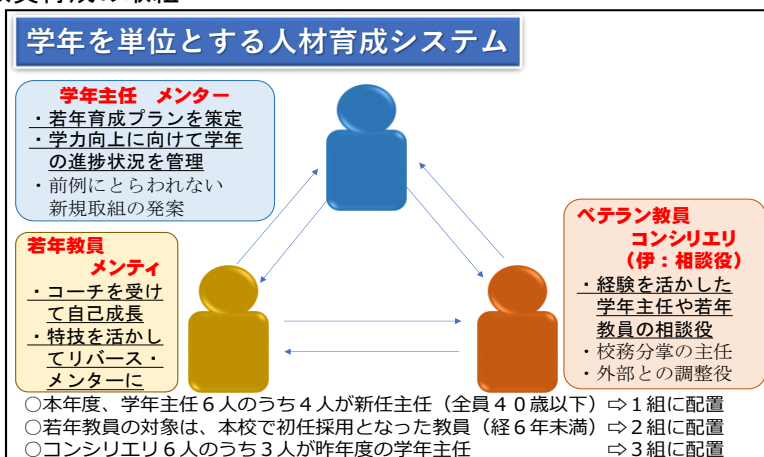 学年を単位とする人材育成システム
学年主任　メンター
・若年育成プランを策定
・学力向上に向けて学年
の進捗状況を管理
・前例にとらわれない
新規取組の発案
若年教員
メンティ
・コーチを受け
て自己成長
・特技を活かし
てリバース・
メンターに
ベテラン教員
コンシリエリ
（伊：相談役）
・経験を活かした
学年主任や若年
教員の相談役
・校務分掌の主任
・外部との調整役
○本年度、学年主任６人のうち４人が新任主任（全員４０歳以下）⇨１組に配置
○若年教員の対象は、本校で初任採用となった教員（経６年未満）⇨２組に配置
○コンシリエリ６人のうち３人が昨年度の学年主任　⇨３組に配置